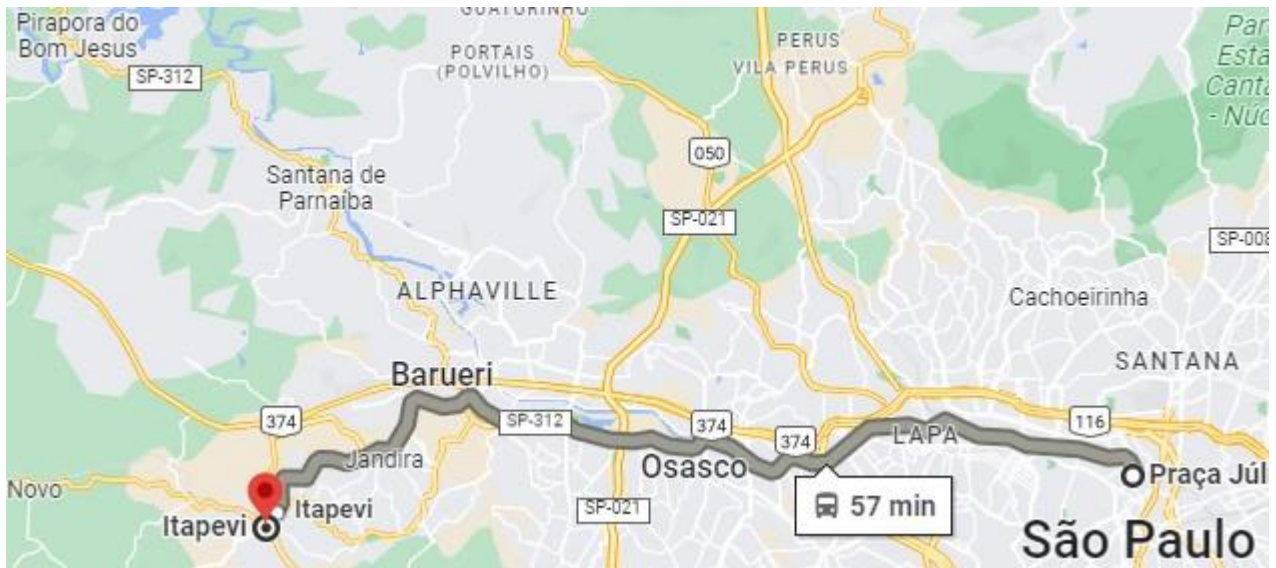 GUATURINHO
Pirapora do
Bom Jesus
PORTAIS
(POLVILHO)
PERUS
VILA PERUS
SP-312
050
Santana de
Parnaíba
SP-021
SP-008
ALPHAVILLE
Cachoeirinha
SANTANA
Barueri
374
SP-312
374
374
LAPA
116
Jandira
Osasco
Novo
Itapevi
Itapevi
SP-021
57 min
Praça Júl
São Paulo